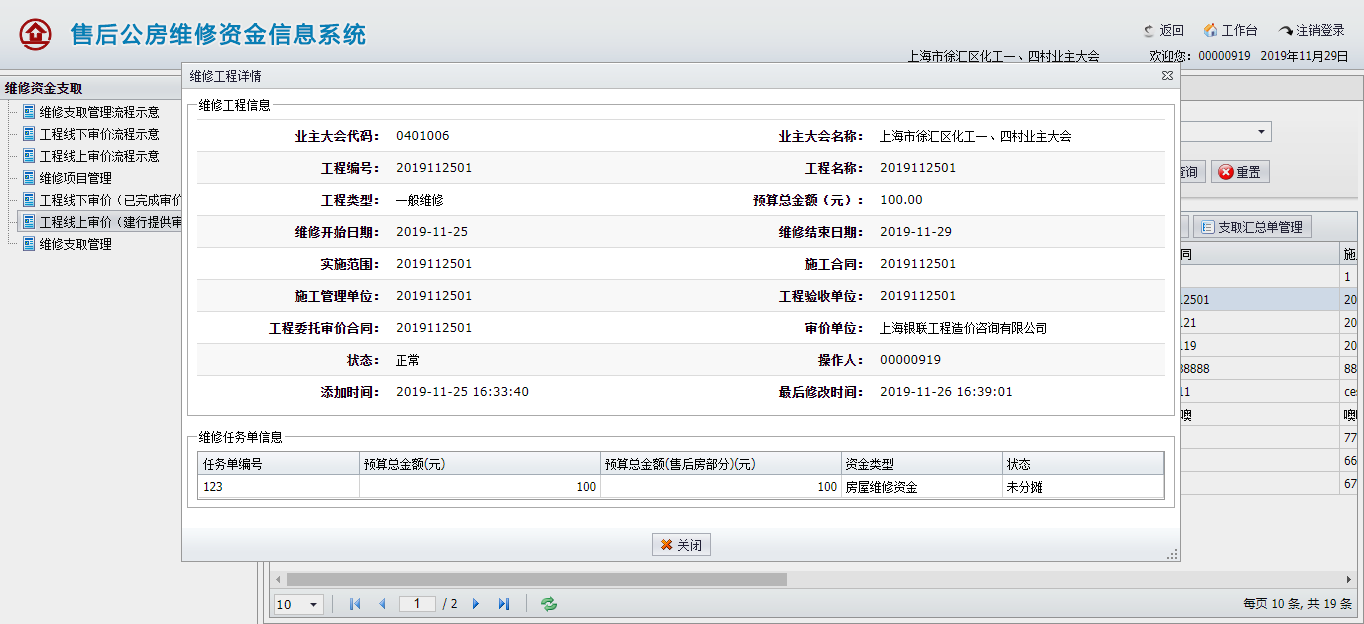 售后公房维修资金信息系统
返回 工作台 注销登录
上海市徐汇区化工一、四村业主大会 欢迎您: 00000919 2019年11月29日
维修资金支取
维修支取管理流程示意
工程线下审价流程示意
工程线上审价流程示意
维修项目管理
工程线下审价（已完成审价
工程线上审价（建行提供审
维修支取管理
维修工程详情
维修工程信息
业主大会代码： 0401006 业主大会名称： 上海市徐汇区化工一、四村业主大会
工程编号： 2019112501 工程名称： 2019112501
工程类型： 一般维修 预算总金额（元）： 100.00
维修开始日期： 2019-11-25 维修结束日期： 2019-11-29
实施范围： 2019112501 施工合同： 2019112501
施工管理单位： 2019112501 工程验收单位： 2019112501
工程委托审价合同： 2019112501 审价单位： 上海银联工程造价咨询有限公司
状态： 正常 操作人： 00000919
添加时间： 2019-11-25 16:33:40 最后修改时间： 2019-11-26 16:39:01
维修任务单信息
任务单编号 预算总金额(元) 预算总金额(售后房部分)(元) 资金类型 状态
123 100 100 房屋维修资金 未分摊
关闭
询 重置
支取汇总单管理
同 施
1
2501 20
21 20
19 20
8888 88
11 ce
噢 噢
77
66
67
10 1 / 2 每页 10 条, 共 19 条